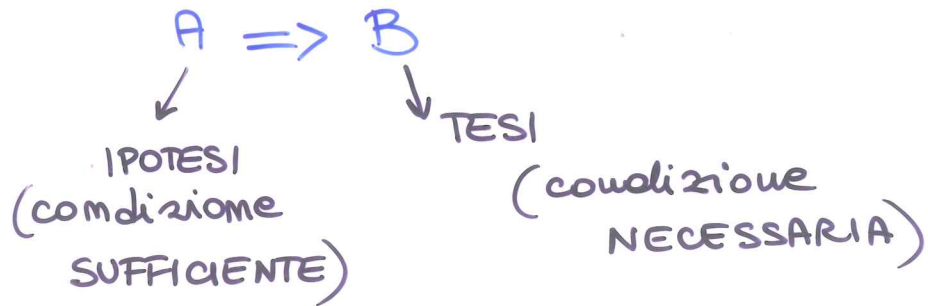 A => B
IPOTESI
(condizione
SUFFICIENTE)
TESI
(condizione
NECESSARIA)